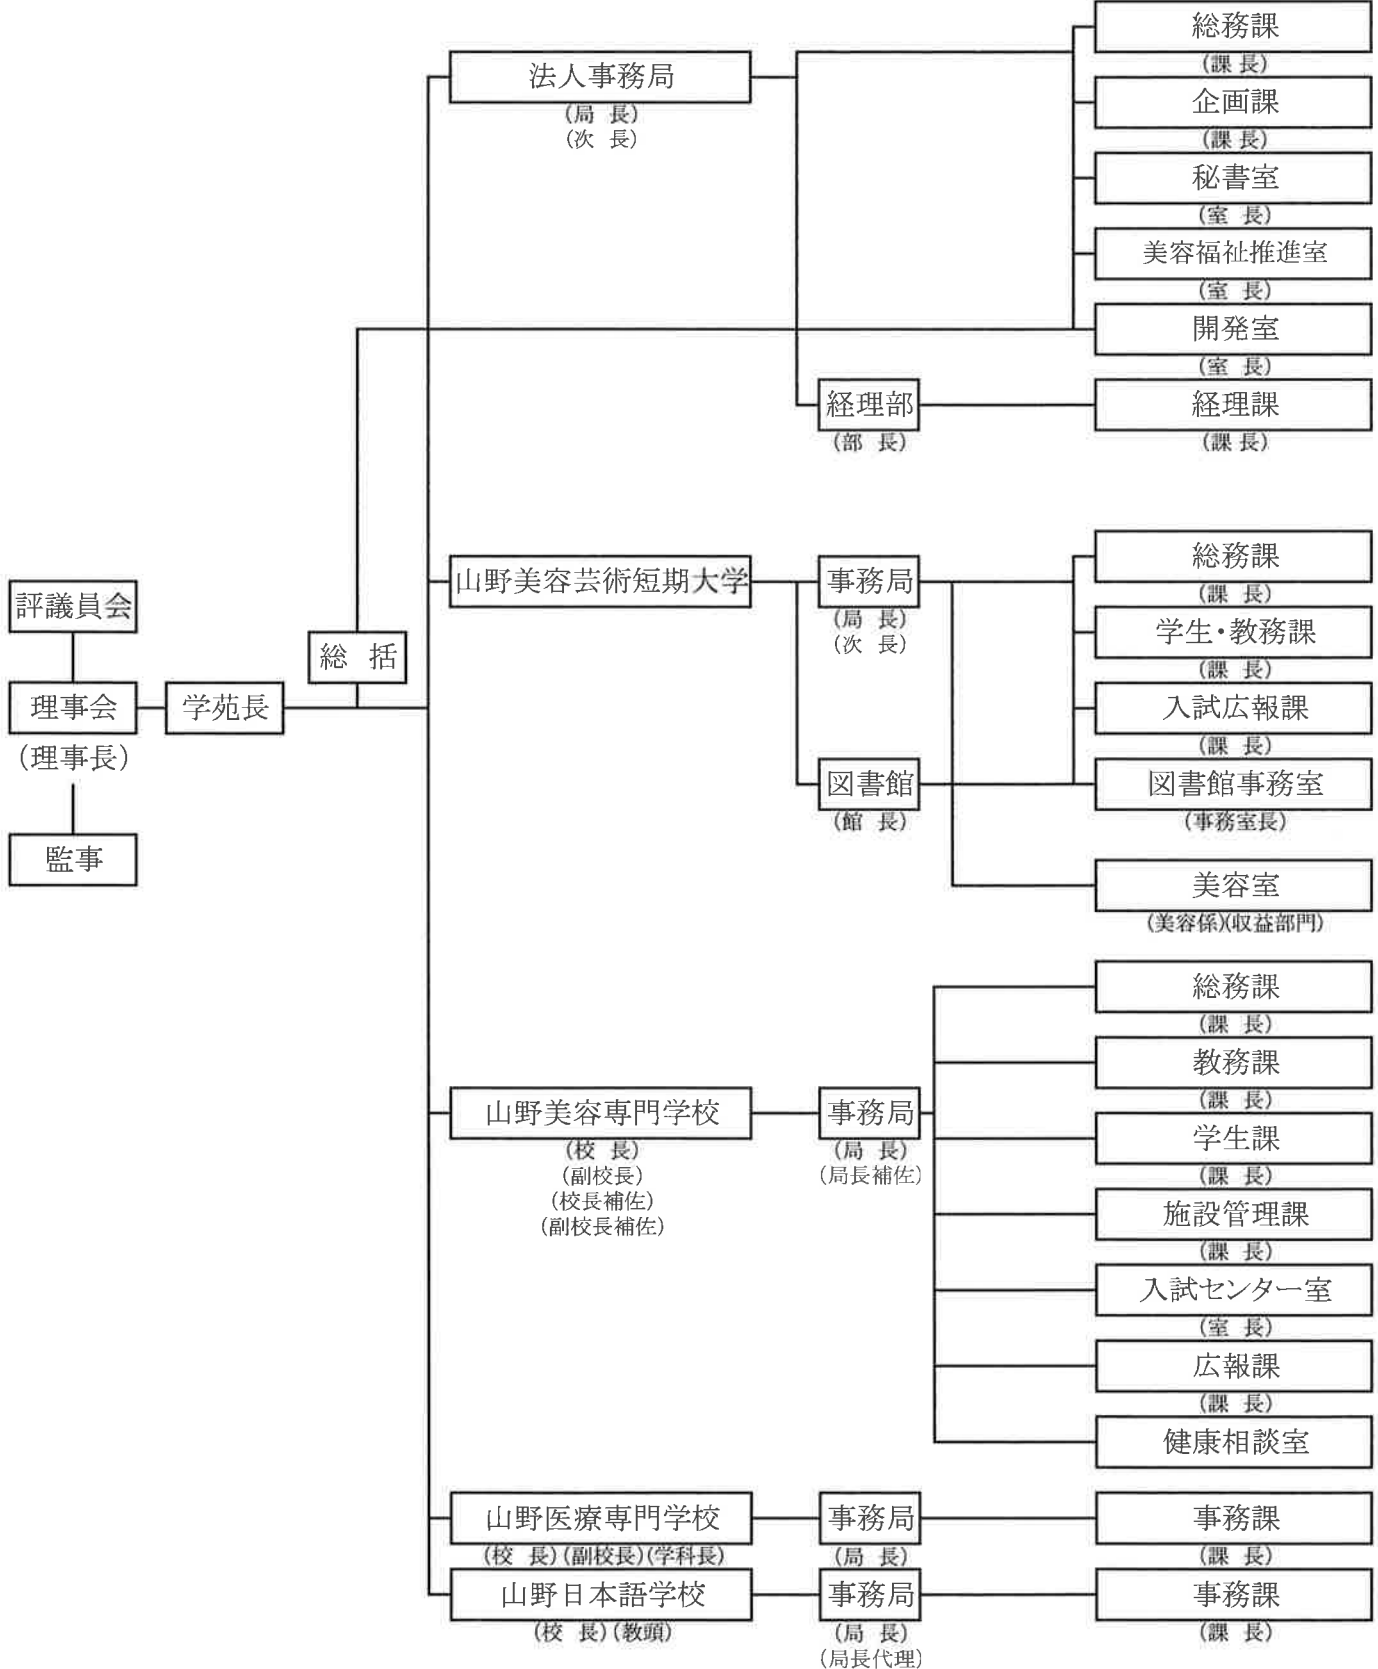 総務課
(課 長)
法人事務局
(局 長)
(次 長)
企画課
(課 長)
秘書室
(室 長)
美容福祉推進室
(室 長)
開発室
(室 長)
経理部
(部 長)
経理課
(課 長)
山野美容芸術短期大学
事務局
(局 長)
(次 長)
総務課
(課 長)
学生・教務課
(課 長)
入試広報課
(課 長)
図書館
(館 長)
図書館事務室
(事務室長)
美容室
(美容係)(収益部門)
評議員会
総 括
理事会
(理事長)
学苑長
監事
山野美容専門学校
(校 長)
(副校長)
(校長補佐)
(副校長補佐)
事務局
(局 長)
(局長補佐)
総務課
(課 長)
教務課
(課 長)
学生課
(課 長)
施設管理課
(課 長)
入試センター室
(室 長)
広報課
(課 長)
健康相談室
山野医療専門学校
(校 長)(副校長)(学科長)
事務局
(局 長)
事務課
(課 長)
山野日本語学校
(校 長)(教頭)
事務局
(局 長)
(局長代理)
事務課
(課 長)